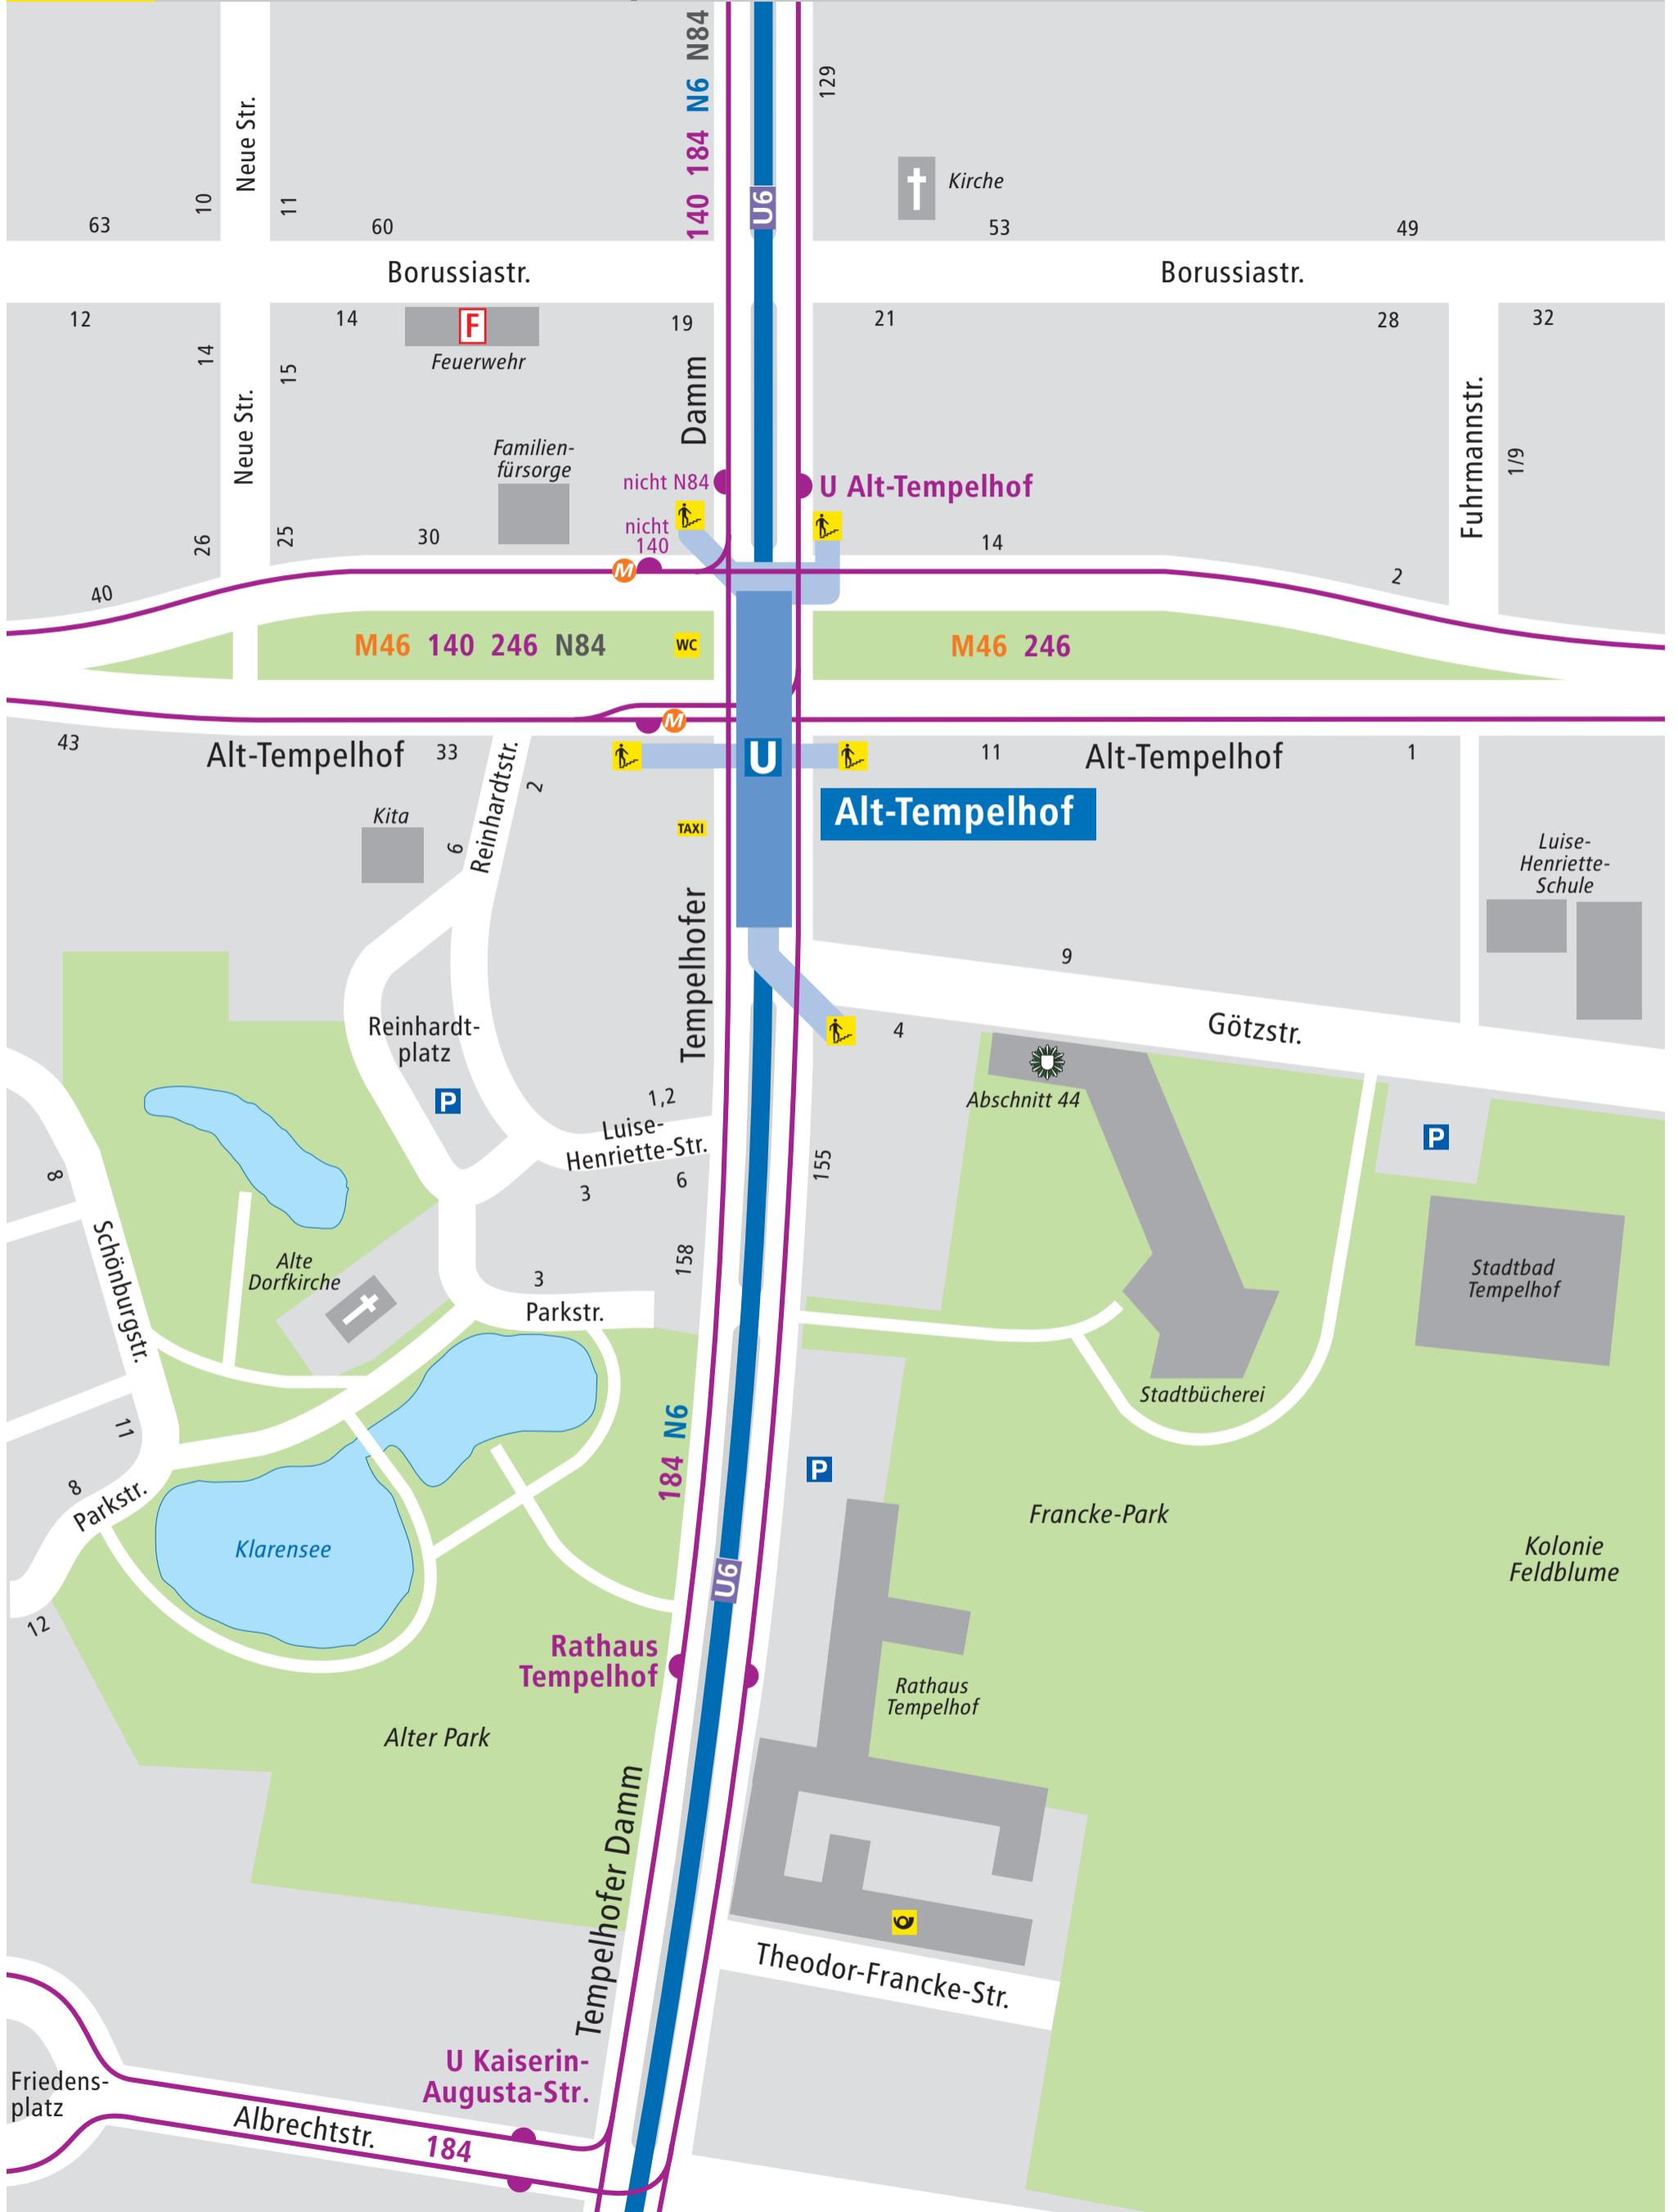 140 184 N6 N84
129
Neue Str.
10
11
U6
Kirche
63
60
53
49
Borussiastr.
Borussiastr.
12
14
F
19
21
28
32
14
15
Feuerwehr
Damm
Neue Str.
Fuhrmannstr.
1/9
Familien-
fürsorge
nicht N84
U Alt-Tempelhof
nicht
140
26
25
30
14
M
2
40
M46 140 246 N84
WC
M46 246
M
43
Alt-Tempelhof
33
Reinhardtstr.
2
U
11
Alt-Tempelhof
1
Alt-Tempelhof
Kita
6
TAXI
Luise-
Henriette-
Schule
Tempelhofer
9
Götzstr.
4
Reinhardt-
platz
P
Abschnitt 44
1,2
Luise-
Henriette-Str.
3
6
155
P
8
Schönburgstr.
Alte
Dorfkirche
158
3
Parkstr.
Stadtbad
Tempelhof
Stadtbücherei
11
184 N6
P
8
Parkstr.
Klarensee
Francke-Park
Kolonie
Feldblume
U6
12
Rathaus
Tempelhof
Rathaus
Tempelhof
Alter Park
Tempelhofer Damm
Theodor-Francke-Str.
U Kaiserin-
Augusta-Str.
Friedens-
platz
Albrechtstr.
184